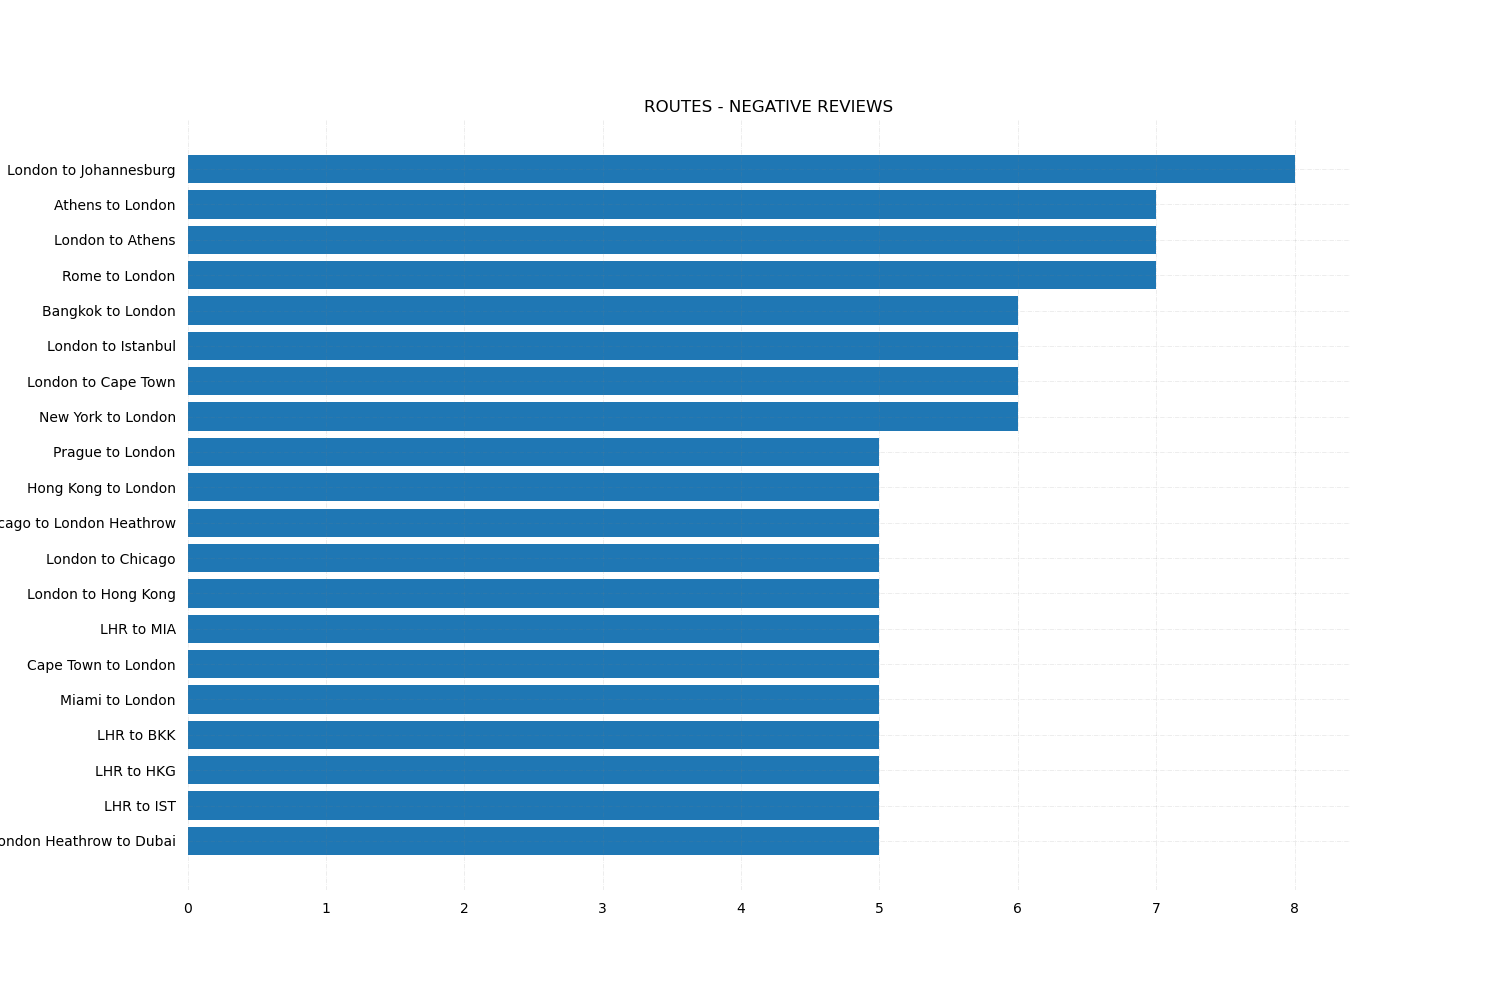 ROUTES - NEGATIVE REVIEWS
London to Johannesburg
Athens to London
London to Athens
Rome to London
Bangkok to London
London to Istanbul
London to Cape Town
New York to London
Prague to London
Hong Kong to London
cago to London Heathrow
London to Chicago
London to Hong Kong
LHR to MIA
Cape Town to London
Miami to London
LHR to BKK
LHR to HKG
LHR to IST
ondon Heathrow to Dubai
0 1 2 3 4 5 6 7 8